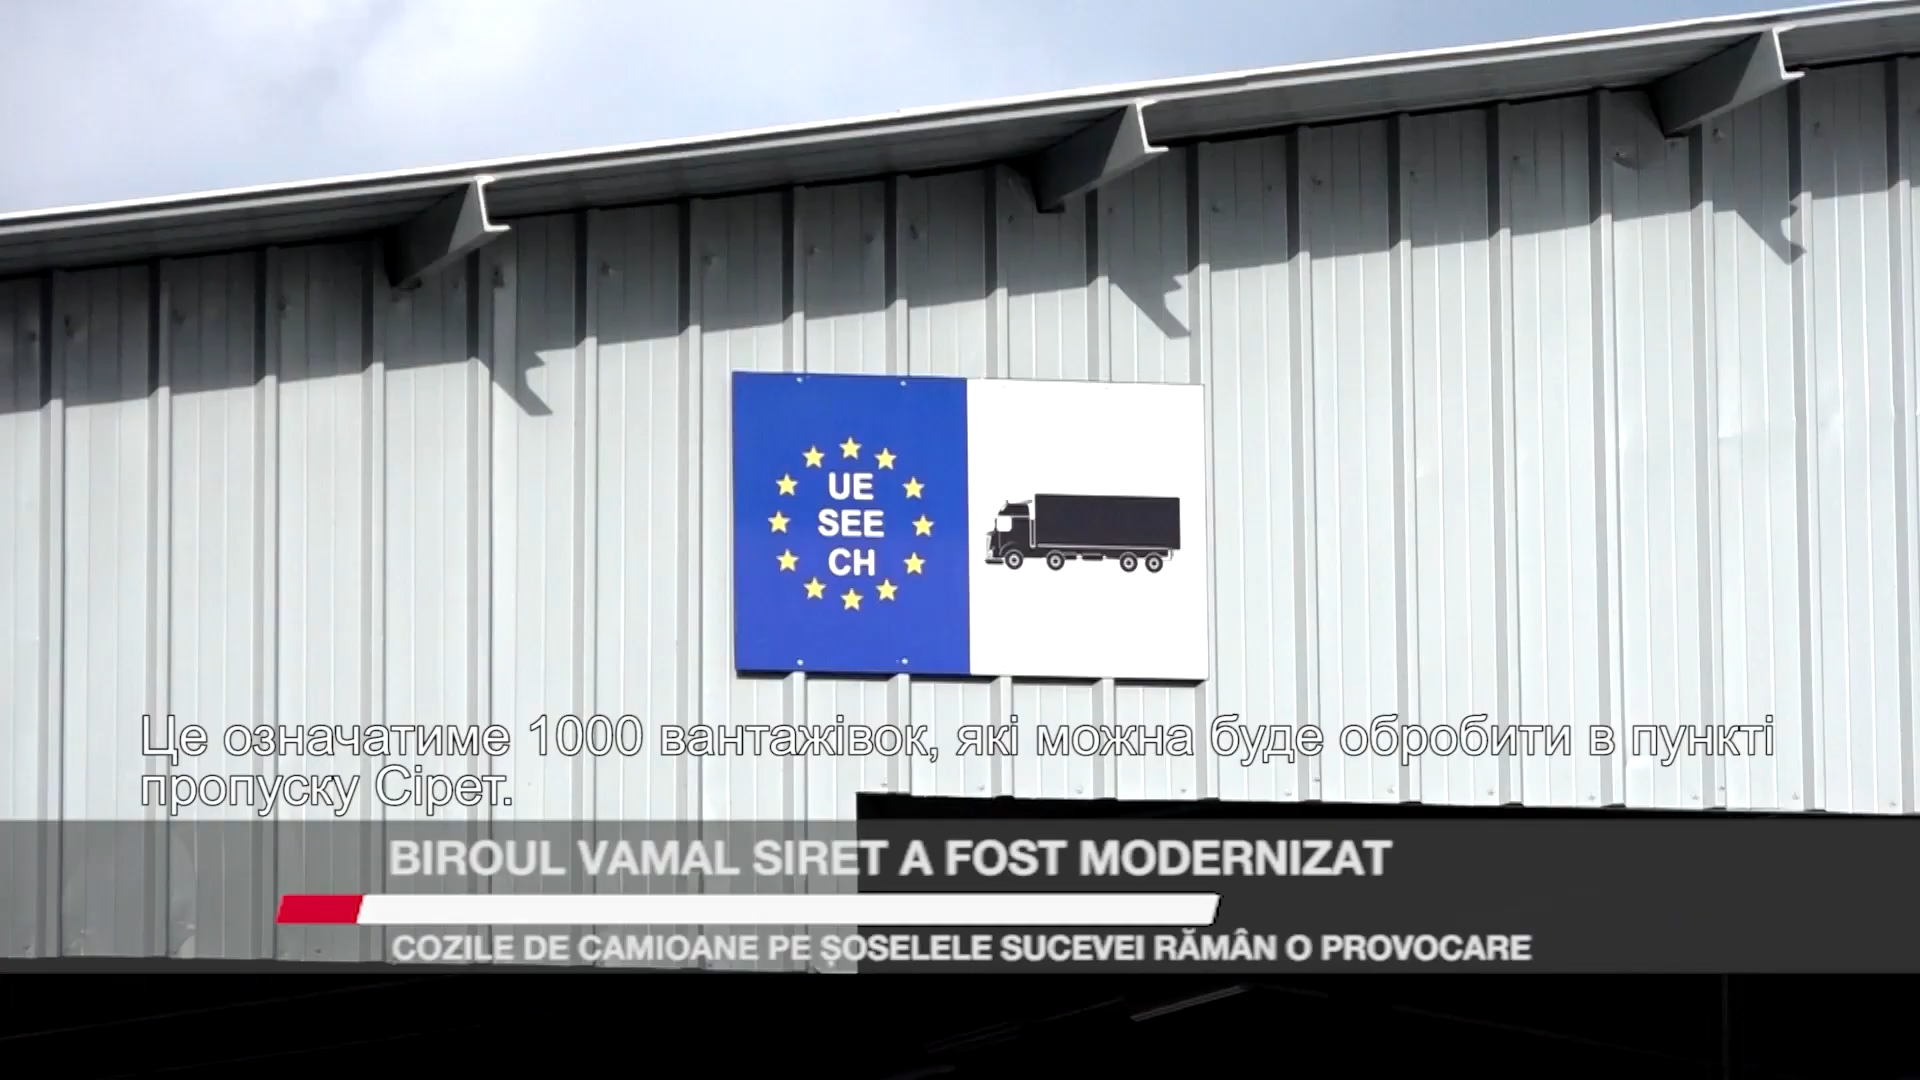 UE
SEE
CH
Це означатиме 1000 вантажівок, які можна буде обробити в пункті
пропуску Сірет.
BIROUL VAMAL SIRET A FOST MODERNIZAT
COZILE DE CAMIOANE PE ȘOSELELE SUCEVEI RĂMÂN O PROVOCARE